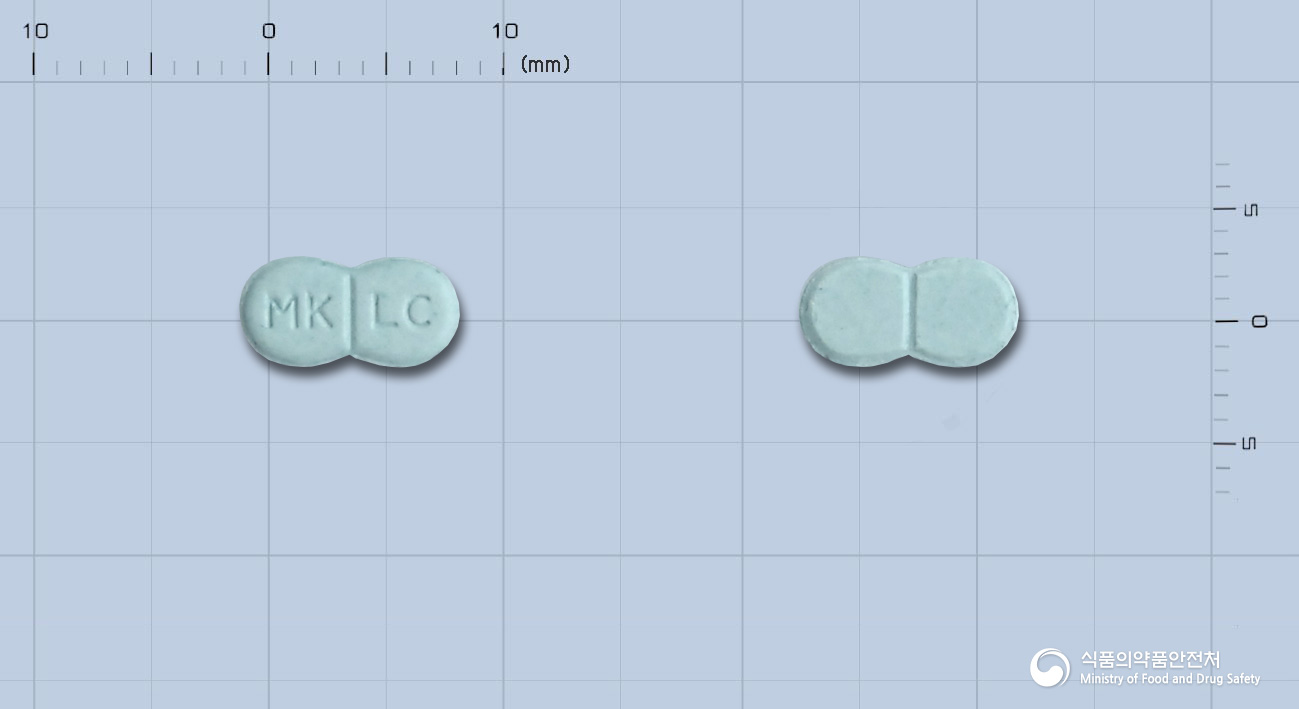 10 0 10
(mm)
MK LC
5
0
5
식품의약품안전처
Ministry of Food and Drug Safety